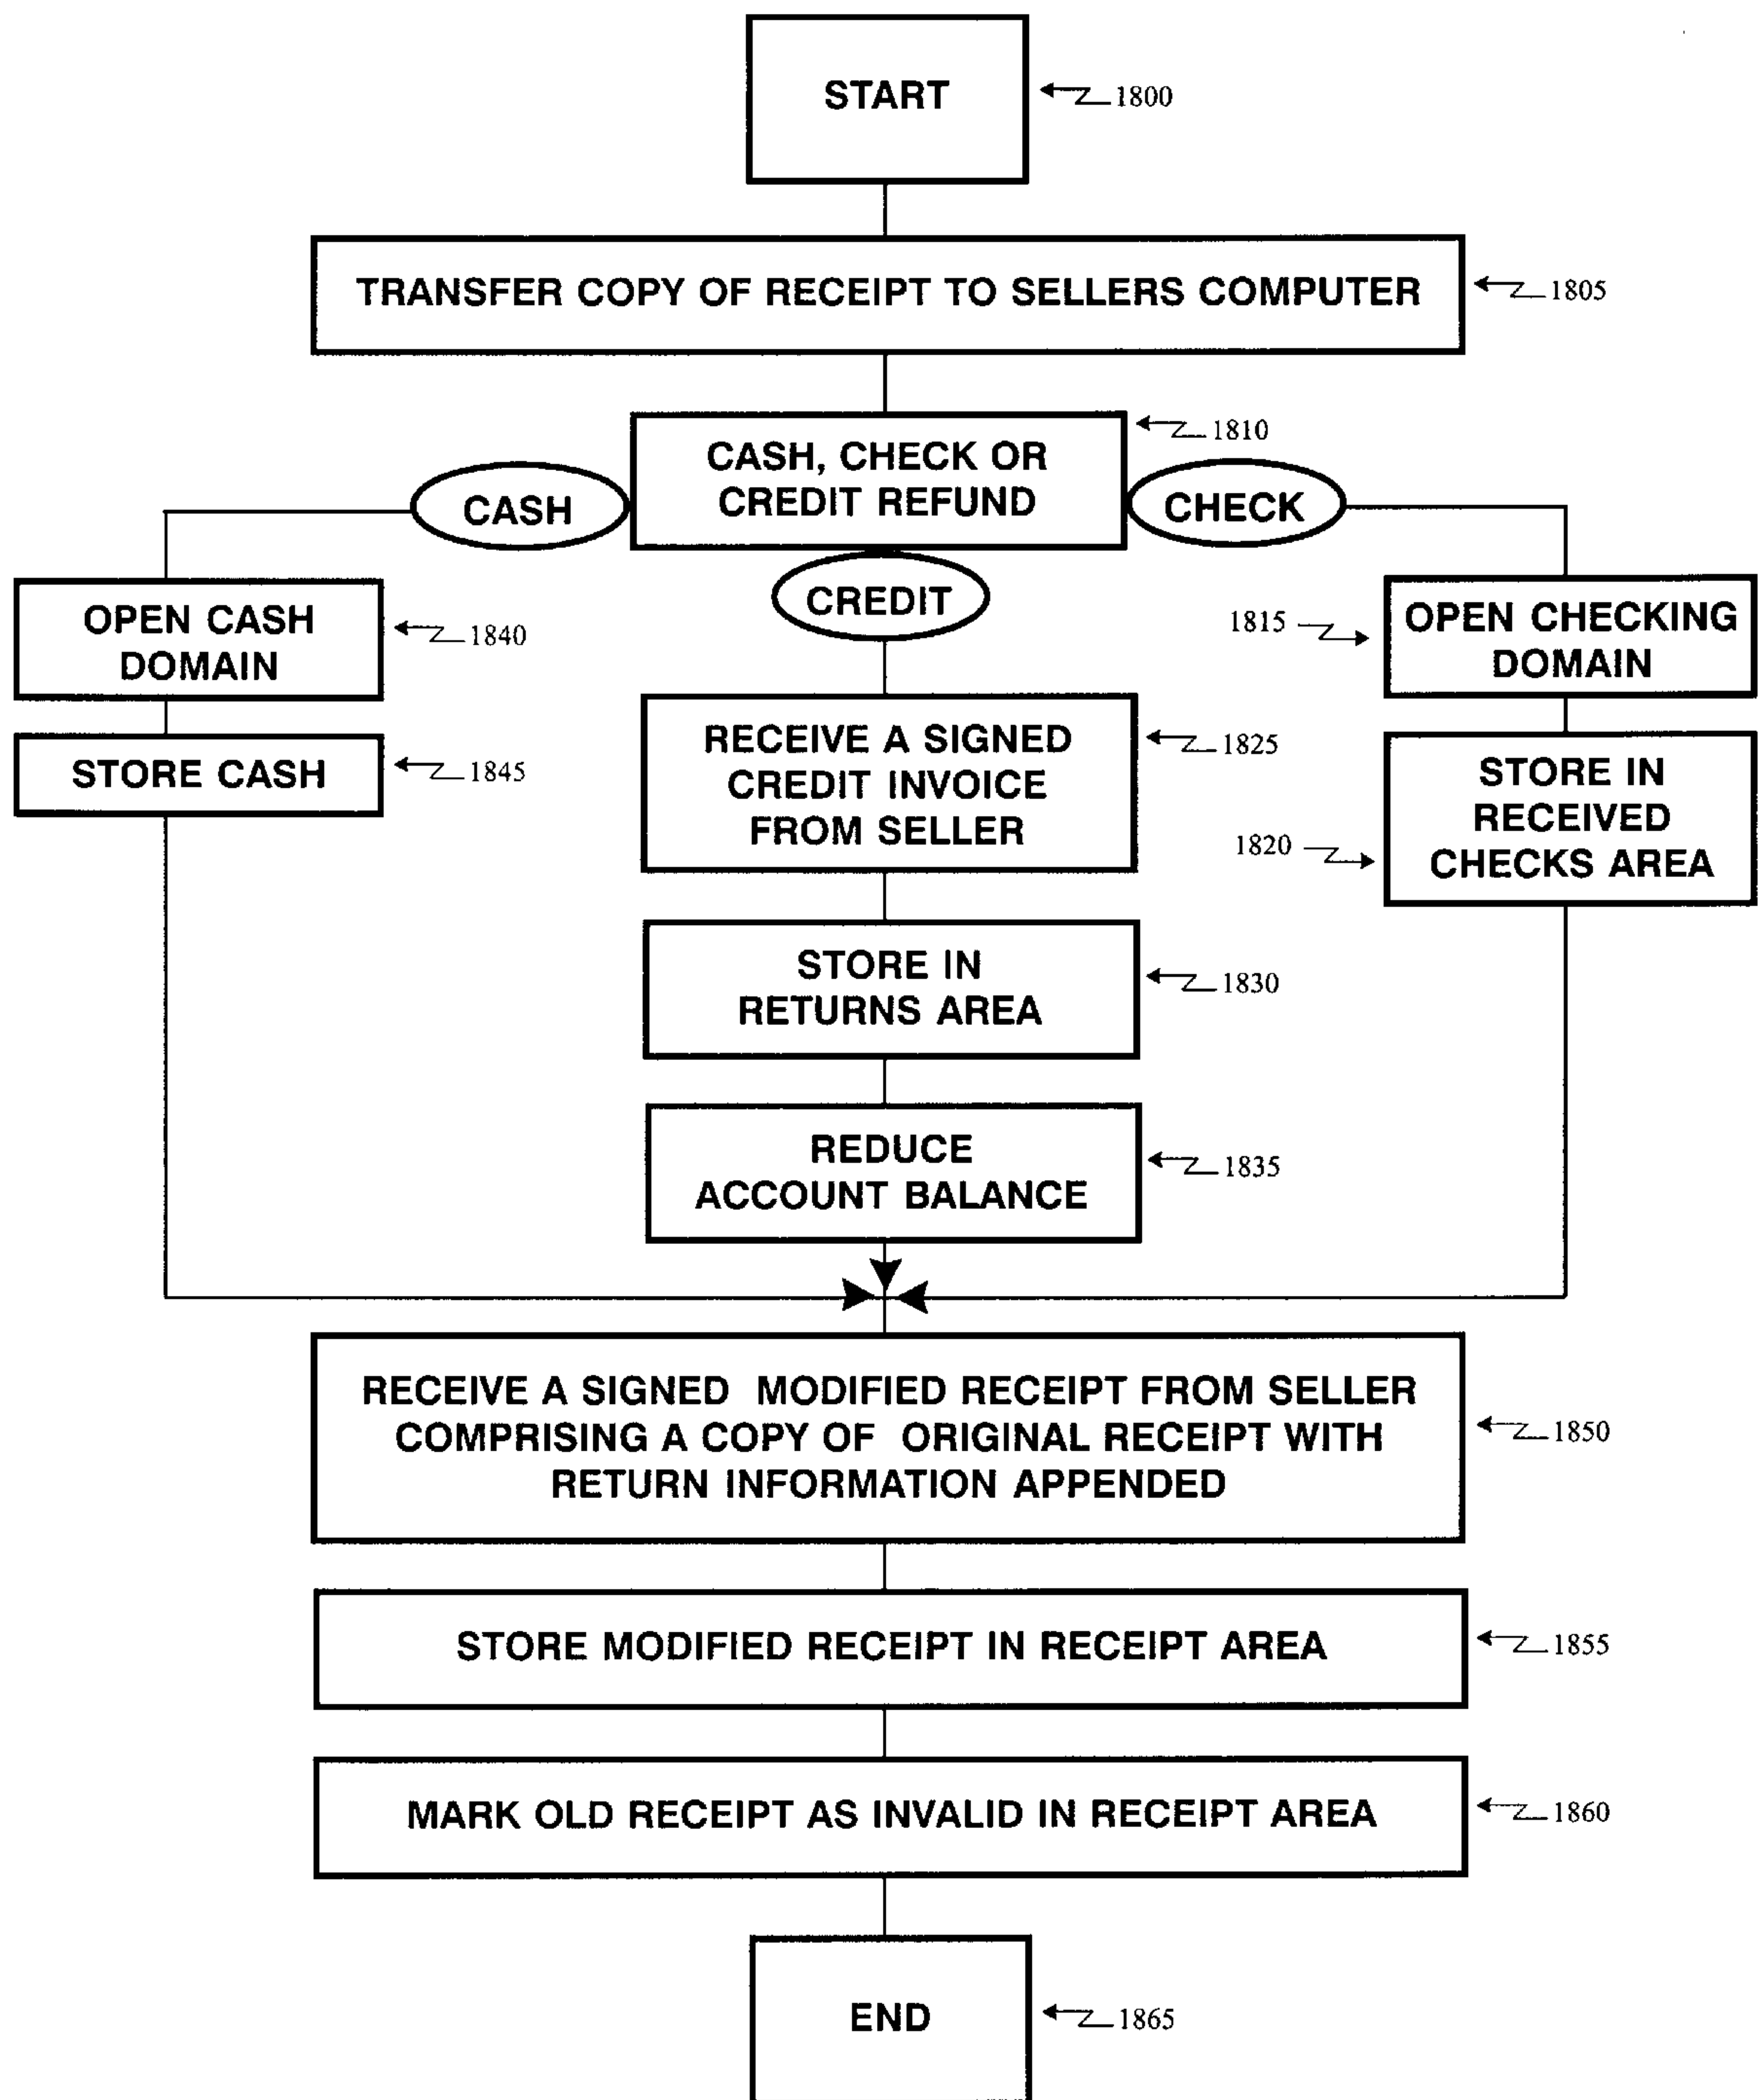 START
1800
TRANSFER COPY OF RECEIPT TO SELLERS COMPUTER
1805
CASH, CHECK OR
CREDIT REFUND
1810
CASH
CHECK
CREDIT
OPEN CASH
DOMAIN
1840
STORE CASH
1845
RECEIVE A SIGNED
CREDIT INVOICE
FROM SELLER
1825
STORE IN
RETURNS AREA
1830
REDUCE
ACCOUNT BALANCE
1835
1815
OPEN CHECKING
DOMAIN
1820
STORE IN
RECEIVED
CHECKS AREA
RECEIVE A SIGNED MODIFIED RECEIPT FROM SELLER
COMPRISING A COPY OF ORIGINAL RECEIPT WITH
RETURN INFORMATION APPENDED
1850
STORE MODIFIED RECEIPT IN RECEIPT AREA
1855
MARK OLD RECEIPT AS INVALID IN RECEIPT AREA
1860
END
1865